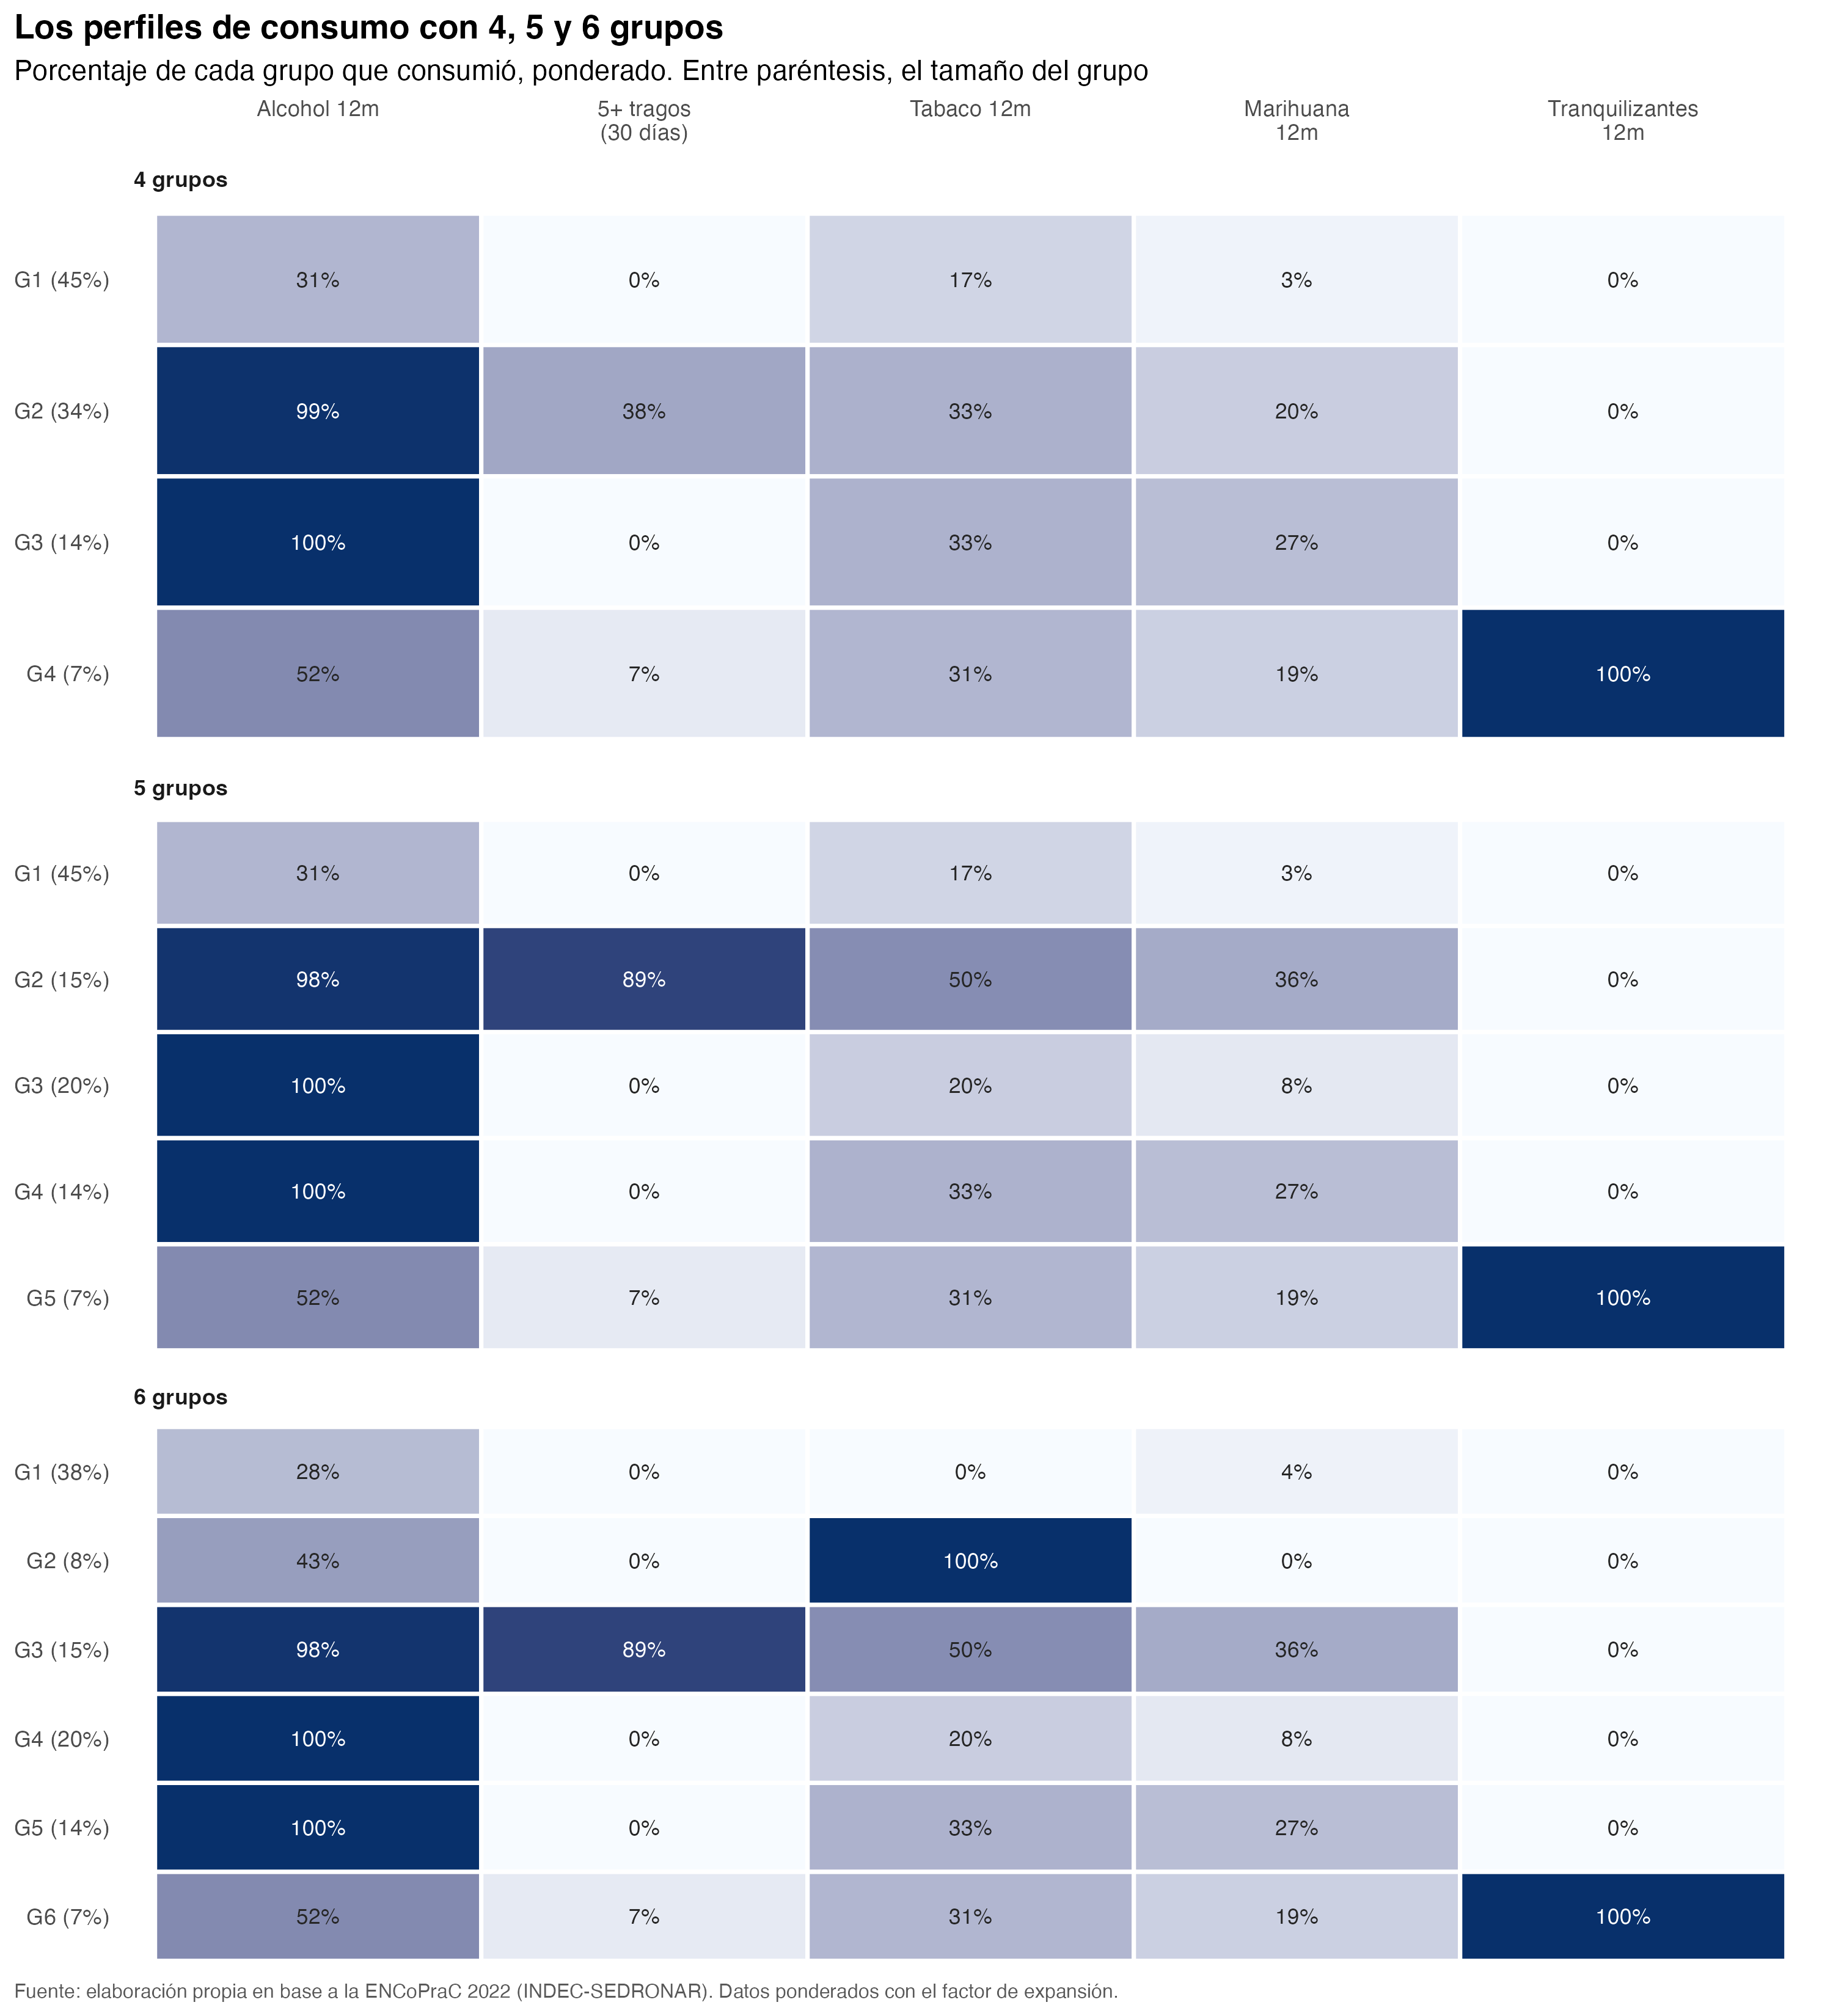 Los perfiles de consumo con 4, 5 y 6 grupos
Porcentaje de cada grupo que consumió, ponderado. Entre paréntesis, el tamaño del grupo
Alcohol 12m 5+ tragos (30 días) Tabaco 12m Marihuana 12m Tranquilizantes 12m
4 grupos
G1 (45%) 31% 0% 17% 3% 0%
G2 (34%) 99% 38% 33% 20% 0%
G3 (14%) 100% 0% 33% 27% 0%
G4 (7%) 52% 7% 31% 19% 100%
5 grupos
G1 (45%) 31% 0% 17% 3% 0%
G2 (15%) 98% 89% 50% 36% 0%
G3 (20%) 100% 0% 20% 8% 0%
G4 (14%) 100% 0% 33% 27% 0%
G5 (7%) 52% 7% 31% 19% 100%
6 grupos
G1 (38%) 28% 0% 0% 4% 0%
G2 (8%) 43% 0% 100% 0% 0%
G3 (15%) 98% 89% 50% 36% 0%
G4 (20%) 100% 0% 20% 8% 0%
G5 (14%) 100% 0% 33% 27% 0%
G6 (7%) 52% 7% 31% 19% 100%
Fuente: elaboración propia en base a la ENCoPraC 2022 (INDEC-SEDRONAR). Datos ponderados con el factor de expansión.